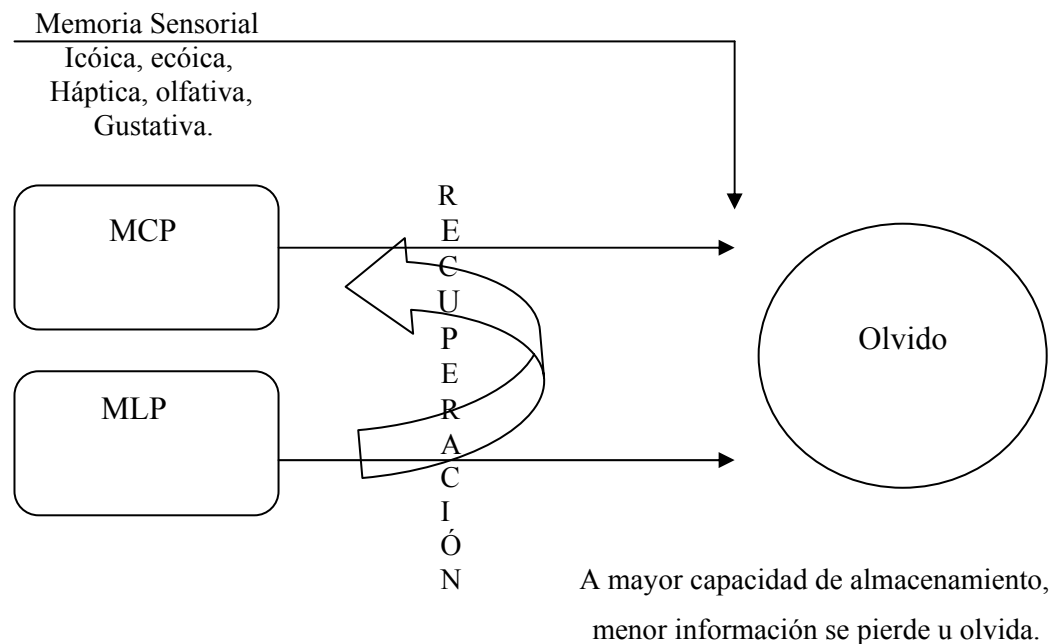 Memoria Sensorial
Icóica, ecóica,
Háptica, olfativa,
Gustativa.
MCP
MLP
R
E
C
U
P
E
R
A
C
I
Ó
N
Olvido
A mayor capacidad de almacenamiento,
menor información se pierde u olvida.